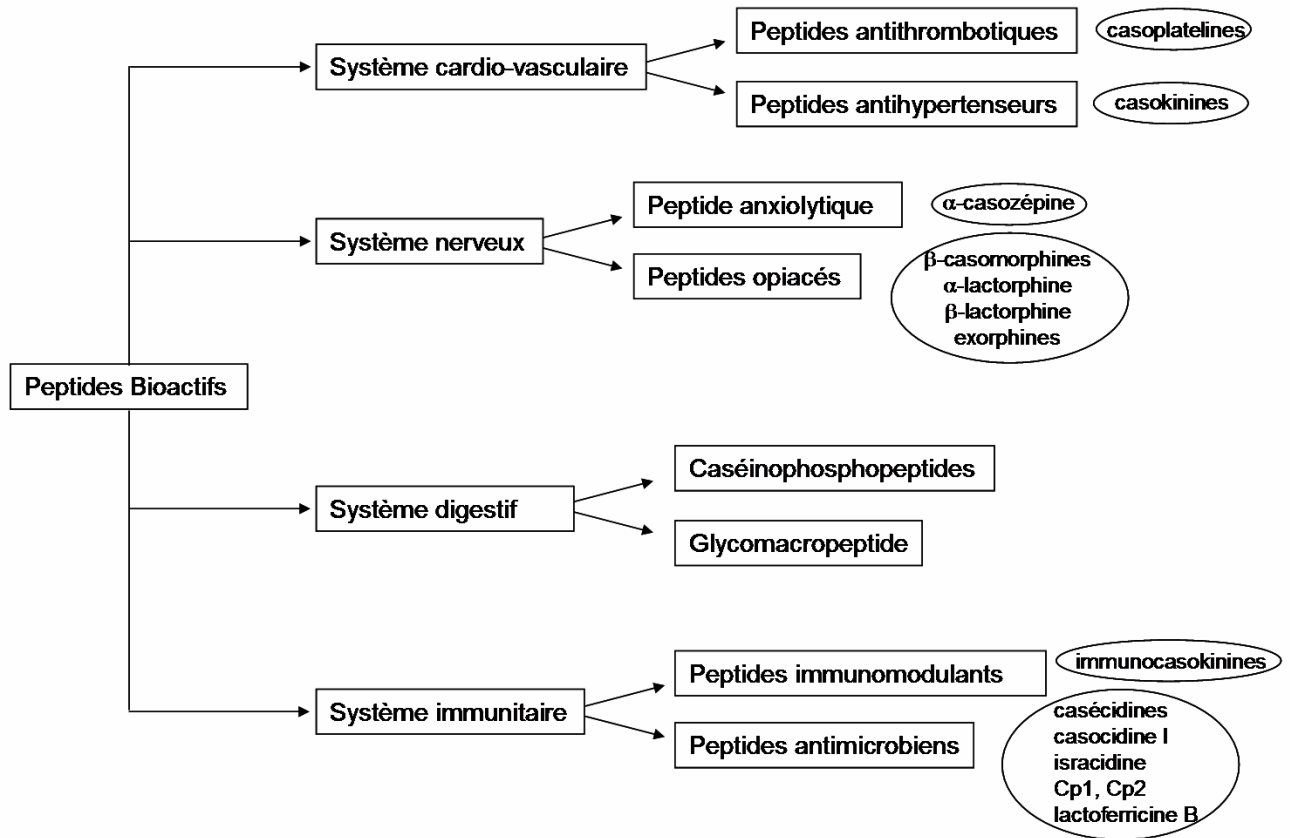 Peptides antithrombotiques
casoplatelines
Système cardio-vasculaire
Peptides antihypertenseurs
casokinines
Peptide anxiolytique
α-casozépine
Système nerveux
Peptides opiacés
β-casomorphines
α-lactorphine
β-lactorphine
exorphines
Peptides Bioactifs
Caséinophosphopeptides
Système digestif
Glycomacropeptide
Peptides immunomodulants
immunocasokinines
Système immunitaire
Peptides antimicrobiens
casécidines
casocidine I
isracidine
Cp1, Cp2
lactoferricine B